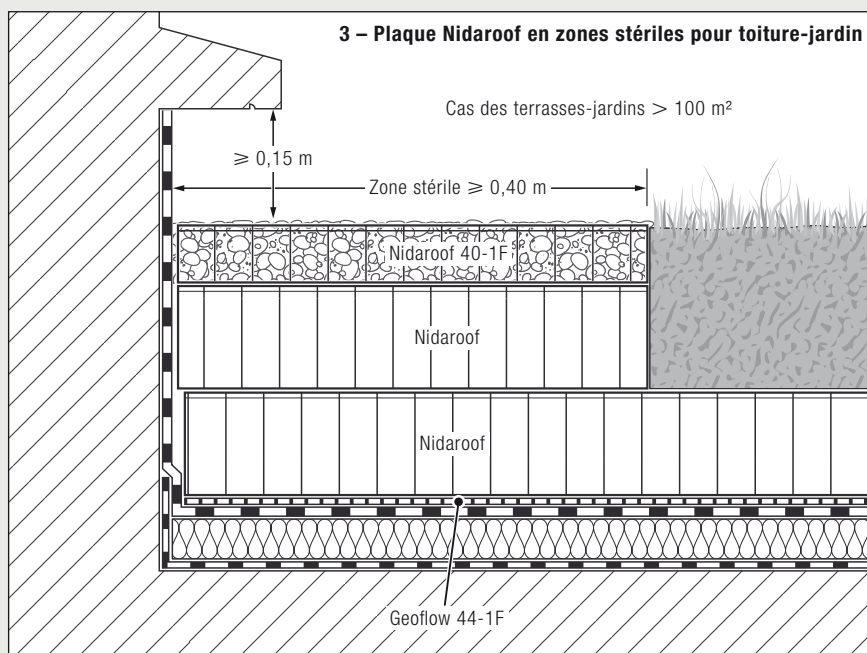 3 – Plaque Nidaroof en zones stériles pour toiture-jardin
Cas des terrasses-jardins > 100 m²
⩾ 0,15 m
Zone stérile ⩾ 0,40 m
Nidaroof 40-1F
Nidaroof
Nidaroof
Geoflow 44-1F